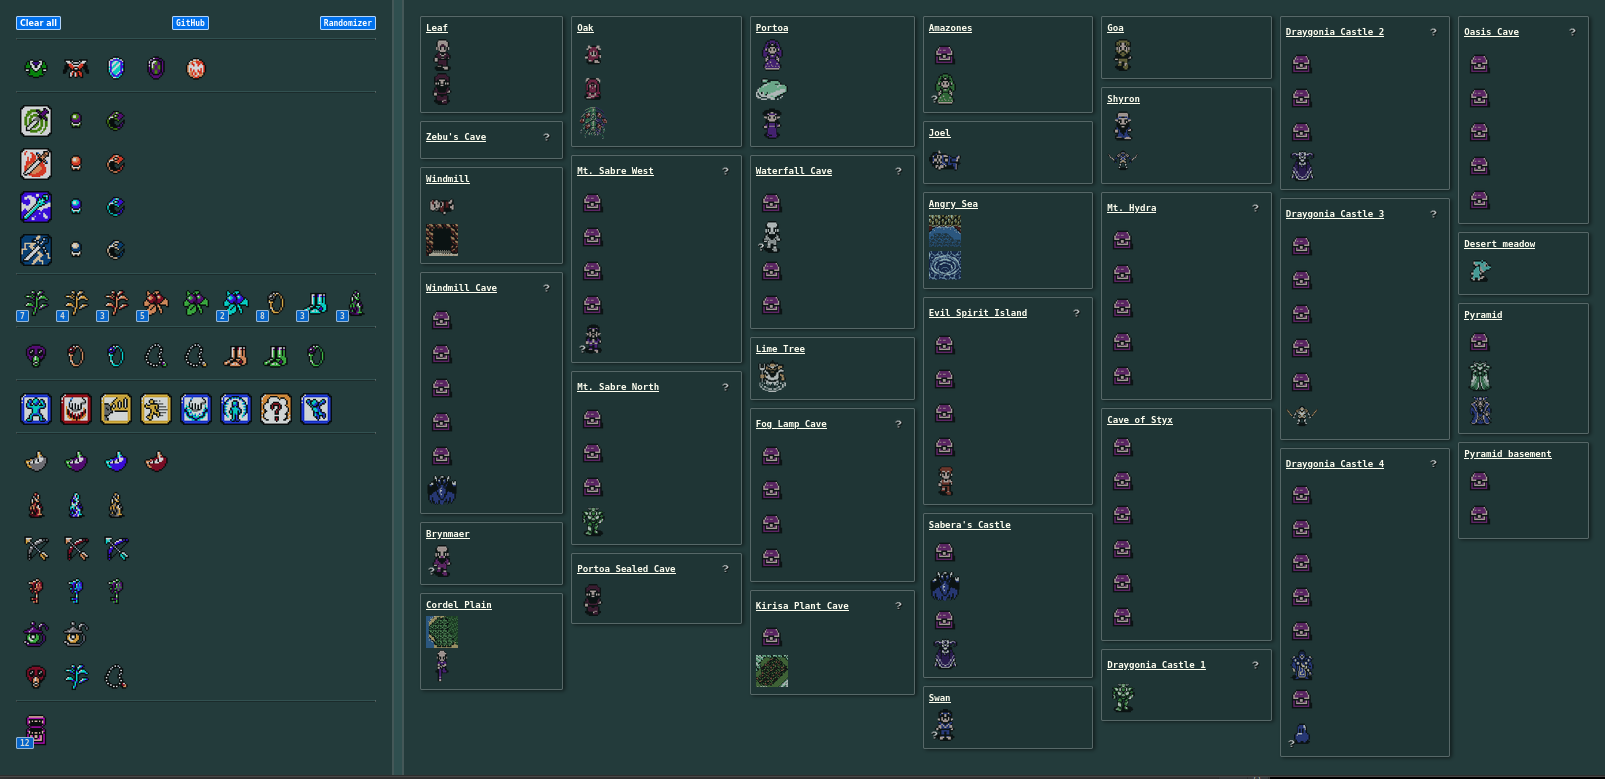 Clear all
GitHub
Randomizer
7
4
3
5
2
8
3
3
12
Leaf
Zebu's Cave ?
Windmill
Windmill Cave ?
Brynmaer
?
Cordel Plain
Oak
Mt. Sabre West ?
?
Mt. Sabre North ?
Portoa Sealed Cave ?
Portoa
Waterfall Cave ?
?
Lime Tree
Fog Lamp Cave ?
Kirisa Plant Cave ?
Amazones
?
Joel
Angry Sea
Evil Spirit Island ?
Sabera's Castle
Swan
?
Goa
Shyron
Mt. Hydra ?
Cave of Styx
Draygonia Castle 1 ?
Draygonia Castle 2 ?
Draygonia Castle 3 ?
Draygonia Castle 4 ?
?
Oasis Cave ?
Desert meadow
Pyramid
Pyramid basement